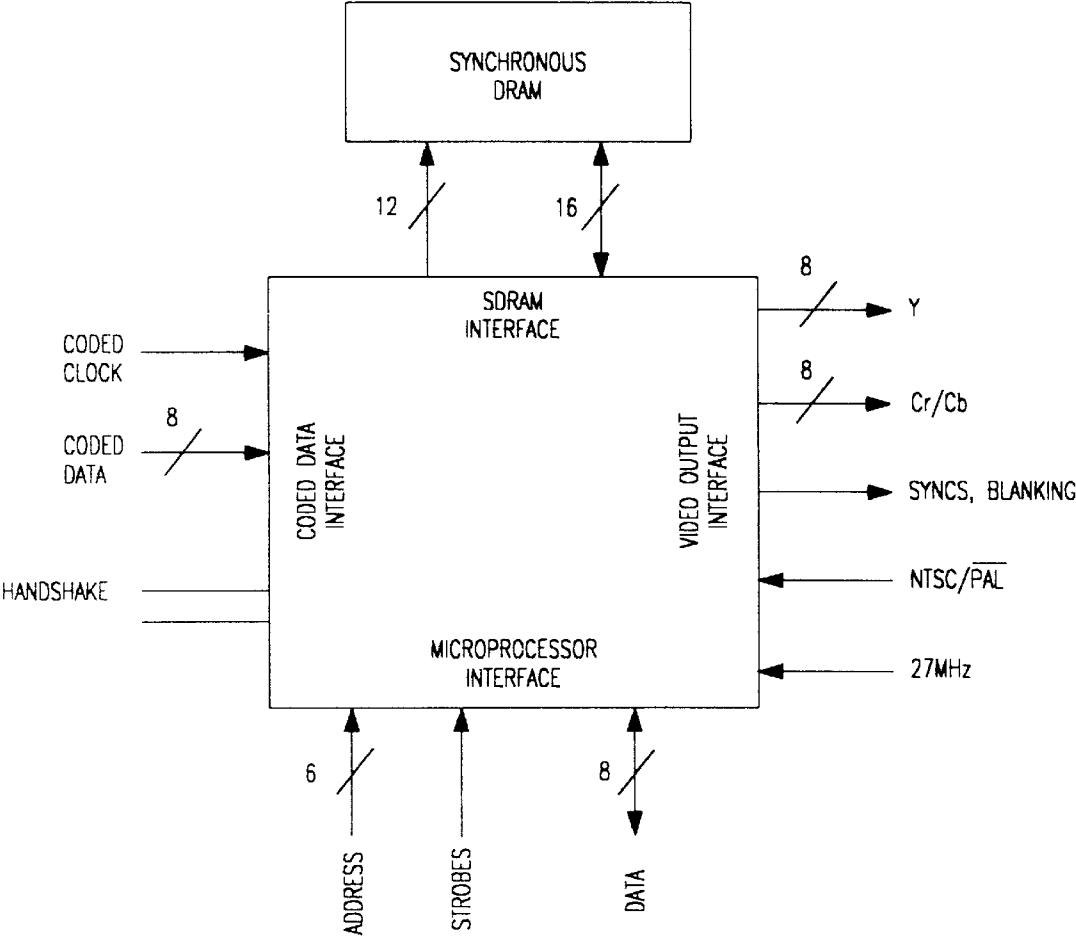 SYNCHRONOUS
DRAM
12
16
SDRAM
INTERFACE
8
Y
CODED
CLOCK
8
Cr/Cb
8
CODED
DATA
CODED DATA
INTERFACE
VIDEO OUTPUT
INTERFACE
SYNCS, BLANKING
HANDSHAKE
NTSC/P̅A̅L̅
MICROPROCESSOR
INTERFACE
27MHz
6
8
ADDRESS
STROBES
DATA